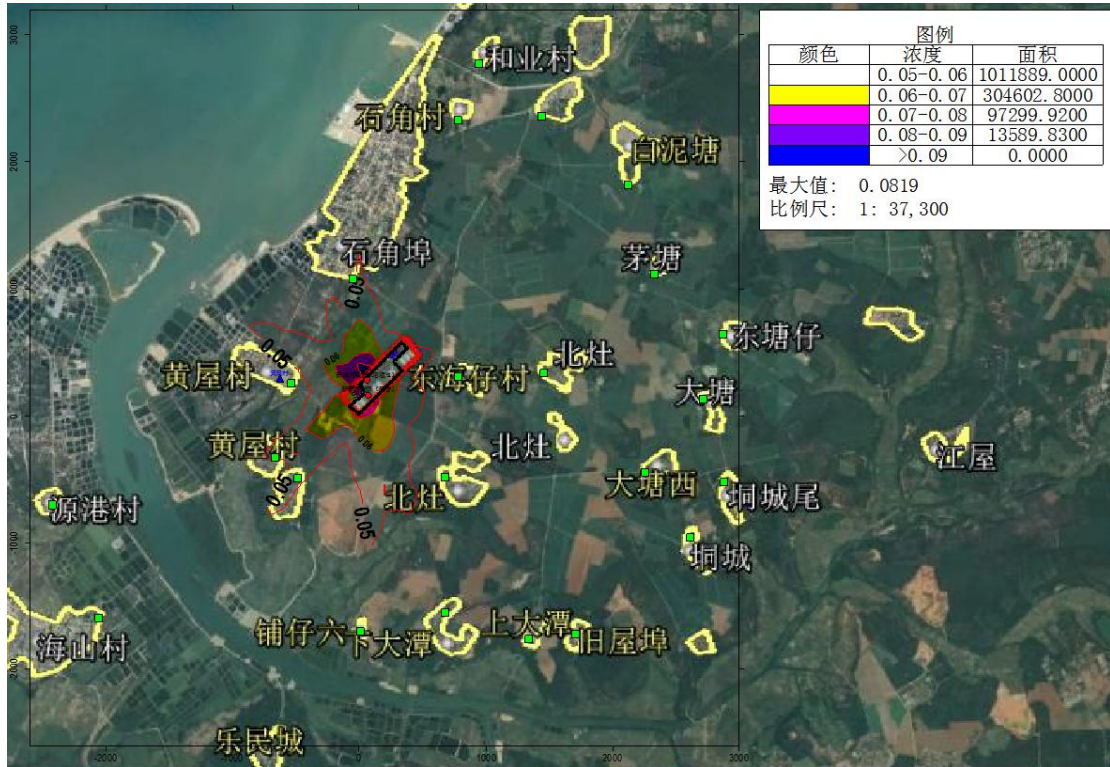 图例
颜色 浓度 面积
0.05-0.06 1011889.0000
0.06-0.07 304602.8000
0.07-0.08 97299.9200
0.08-0.09 13589.8300
>0.09 0.0000
最大值: 0.0819
比例尺: 1: 37,300
和业村
石角村
白泥塘
石角埠
茅塘
东塘仔
北灶
黄屋村
东海仔村
大塘
黄屋村
北灶
江屋
大塘西
北灶
垌城尾
源港村
垌城
铺仔六
下大潭
上大潭
旧屋埠
海山村
乐民城
0.05
0.05
0.06
0.06
0.05
0.05
3000
2000
1000
0
-1000
-2000
-2000
-1000
0
1000
2000
3000